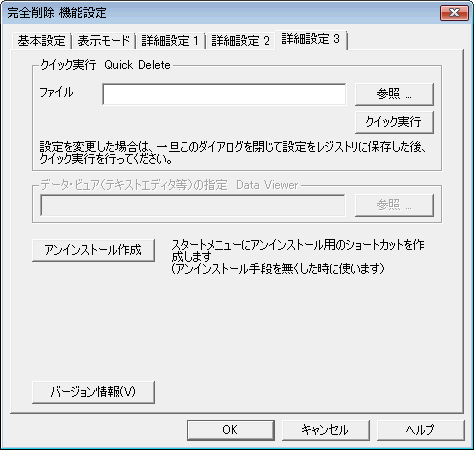 完全削除 機能設定
基本設定 表示モード 詳細設定 1 詳細設定 2 詳細設定 3
クイック実行 Quick Delete
ファイル 参照 ...
クイック実行
設定を変更した場合は、一旦このダイアログを閉じて設定をレジストリに保存した後、
クイック実行を行ってください。
データ・ビュア(テキストエディタ等)の指定 Data Viewer
参照 ...
アンインストール作成 スタートメニューにアンインストール用のショートカットを作
成します
(アンインストール手段を無くした時に使います)
バージョン情報(V)
OK キャンセル ヘルプ